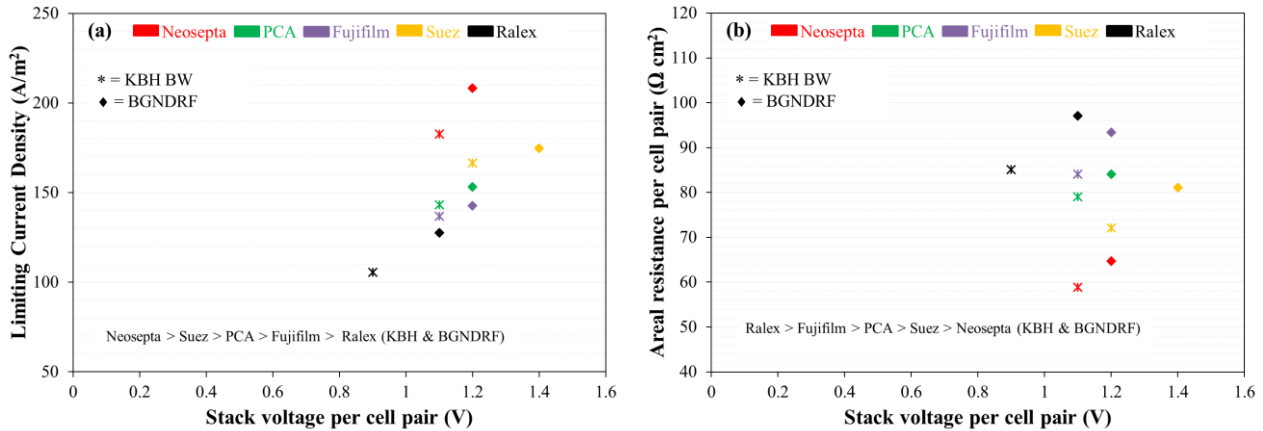 (a) Neosepta PCA Fujifilm Suez Ralex
* = KBH BW
◆ = BGNDRF
Limiting Current Density (A/m²)
250
200
150
100
50
Neosepta > Suez > PCA > Fujifilm > Ralex (KBH & BGNDRF)
0 0.2 0.4 0.6 0.8 1 1.2 1.4 1.6
Stack voltage per cell pair (V)
(b) Neosepta PCA Fujifilm Suez Ralex
* = KBH BW
◆ = BGNDRF
Areal resistance per cell pair (Ω cm²)
120
110
100
90
80
70
60
50
40
Ralex > Fujifilm > PCA > Suez > Neosepta (KBH & BGNDRF)
0 0.2 0.4 0.6 0.8 1 1.2 1.4 1.6
Stack voltage per cell pair (V)